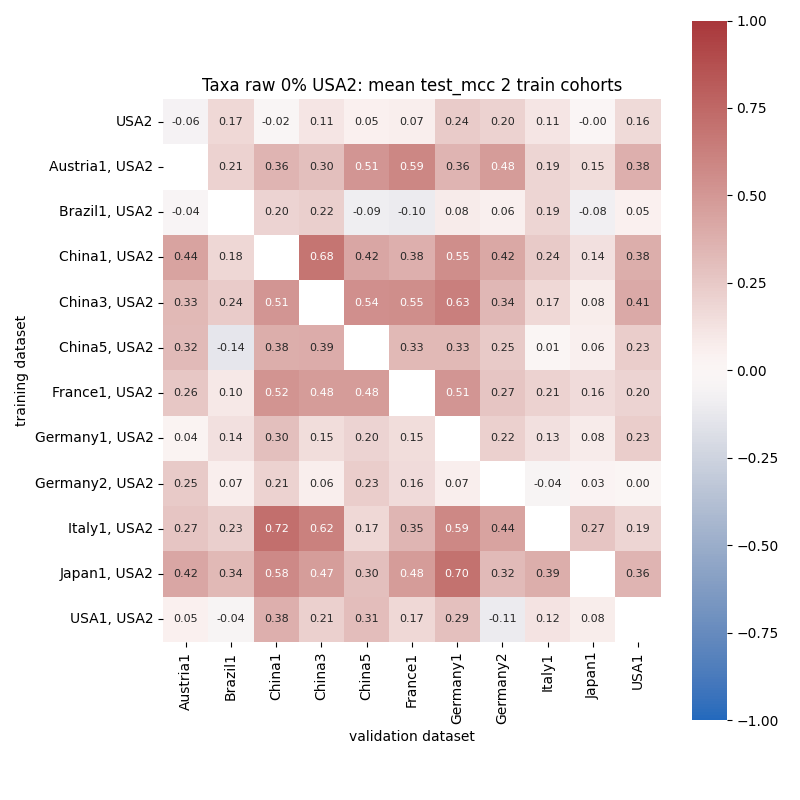 Taxa raw 0% USA2: mean test_mcc 2 train cohorts
training dataset
USA2 -0.06 0.17 -0.02 0.11 0.05 0.07 0.24 0.20 0.11 -0.00 0.16
Austria1, USA2 0.21 0.36 0.30 0.51 0.59 0.36 0.48 0.19 0.15 0.38
Brazil1, USA2 -0.04 0.20 0.22 -0.09 -0.10 0.08 0.06 0.19 -0.08 0.05
China1, USA2 0.44 0.18 0.68 0.42 0.38 0.55 0.42 0.24 0.14 0.38
China3, USA2 0.33 0.24 0.51 0.54 0.55 0.63 0.34 0.17 0.08 0.41
China5, USA2 0.32 -0.14 0.38 0.39 0.33 0.33 0.25 0.01 0.06 0.23
France1, USA2 0.26 0.10 0.52 0.48 0.48 0.51 0.27 0.21 0.16 0.20
Germany1, USA2 0.04 0.14 0.30 0.15 0.20 0.15 0.22 0.13 0.08 0.23
Germany2, USA2 0.25 0.07 0.21 0.06 0.23 0.16 0.07 -0.04 0.03 0.00
Italy1, USA2 0.27 0.23 0.72 0.62 0.17 0.35 0.59 0.44 0.27 0.19
Japan1, USA2 0.42 0.34 0.58 0.47 0.30 0.48 0.70 0.32 0.39 0.36
USA1, USA2 0.05 -0.04 0.38 0.21 0.31 0.17 0.29 -0.11 0.12 0.08
Austria1 Brazil1 China1 China3 China5 France1 Germany1 Germany2 Italy1 Japan1 USA1
validation dataset
1.00
0.75
0.50
0.25
0.00
−0.25
−0.50
−0.75
−1.00